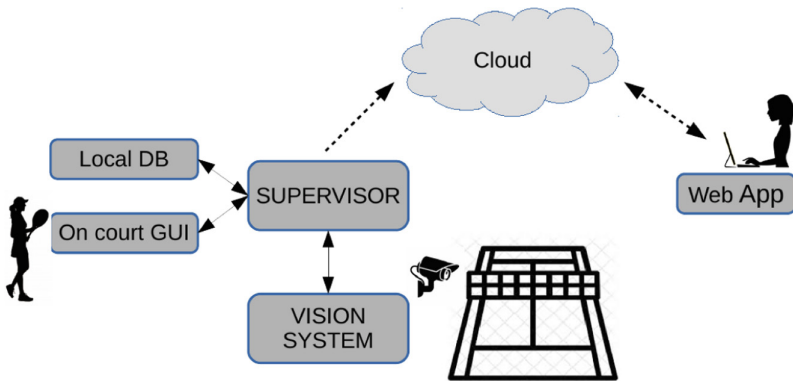 Cloud
Local DB
SUPERVISOR
Web App
On court GUI
VISION
SYSTEM